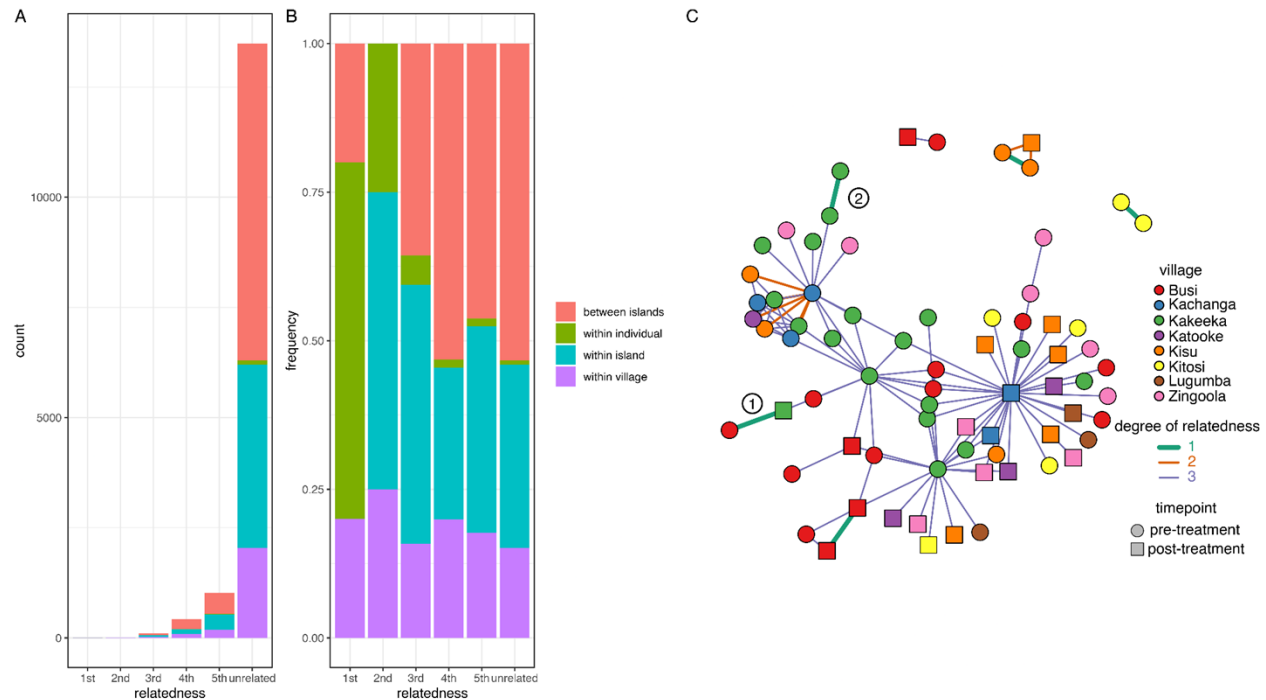 A
count
10000
5000
0
1st 2nd 3rd 4th 5th unrelated
relatedness
B
frequency
1.00
0.75
0.50
0.25
0.00
1st 2nd 3rd 4th 5th unrelated
relatedness
between islands
within individual
within island
within village
C
2
1
village
Busi
Kachanga
Kakeeka
Katooke
Kisu
Kitosi
Lugumba
Zingoola
degree of relatedness
1
2
3
timepoint
pre-treatment
post-treatment